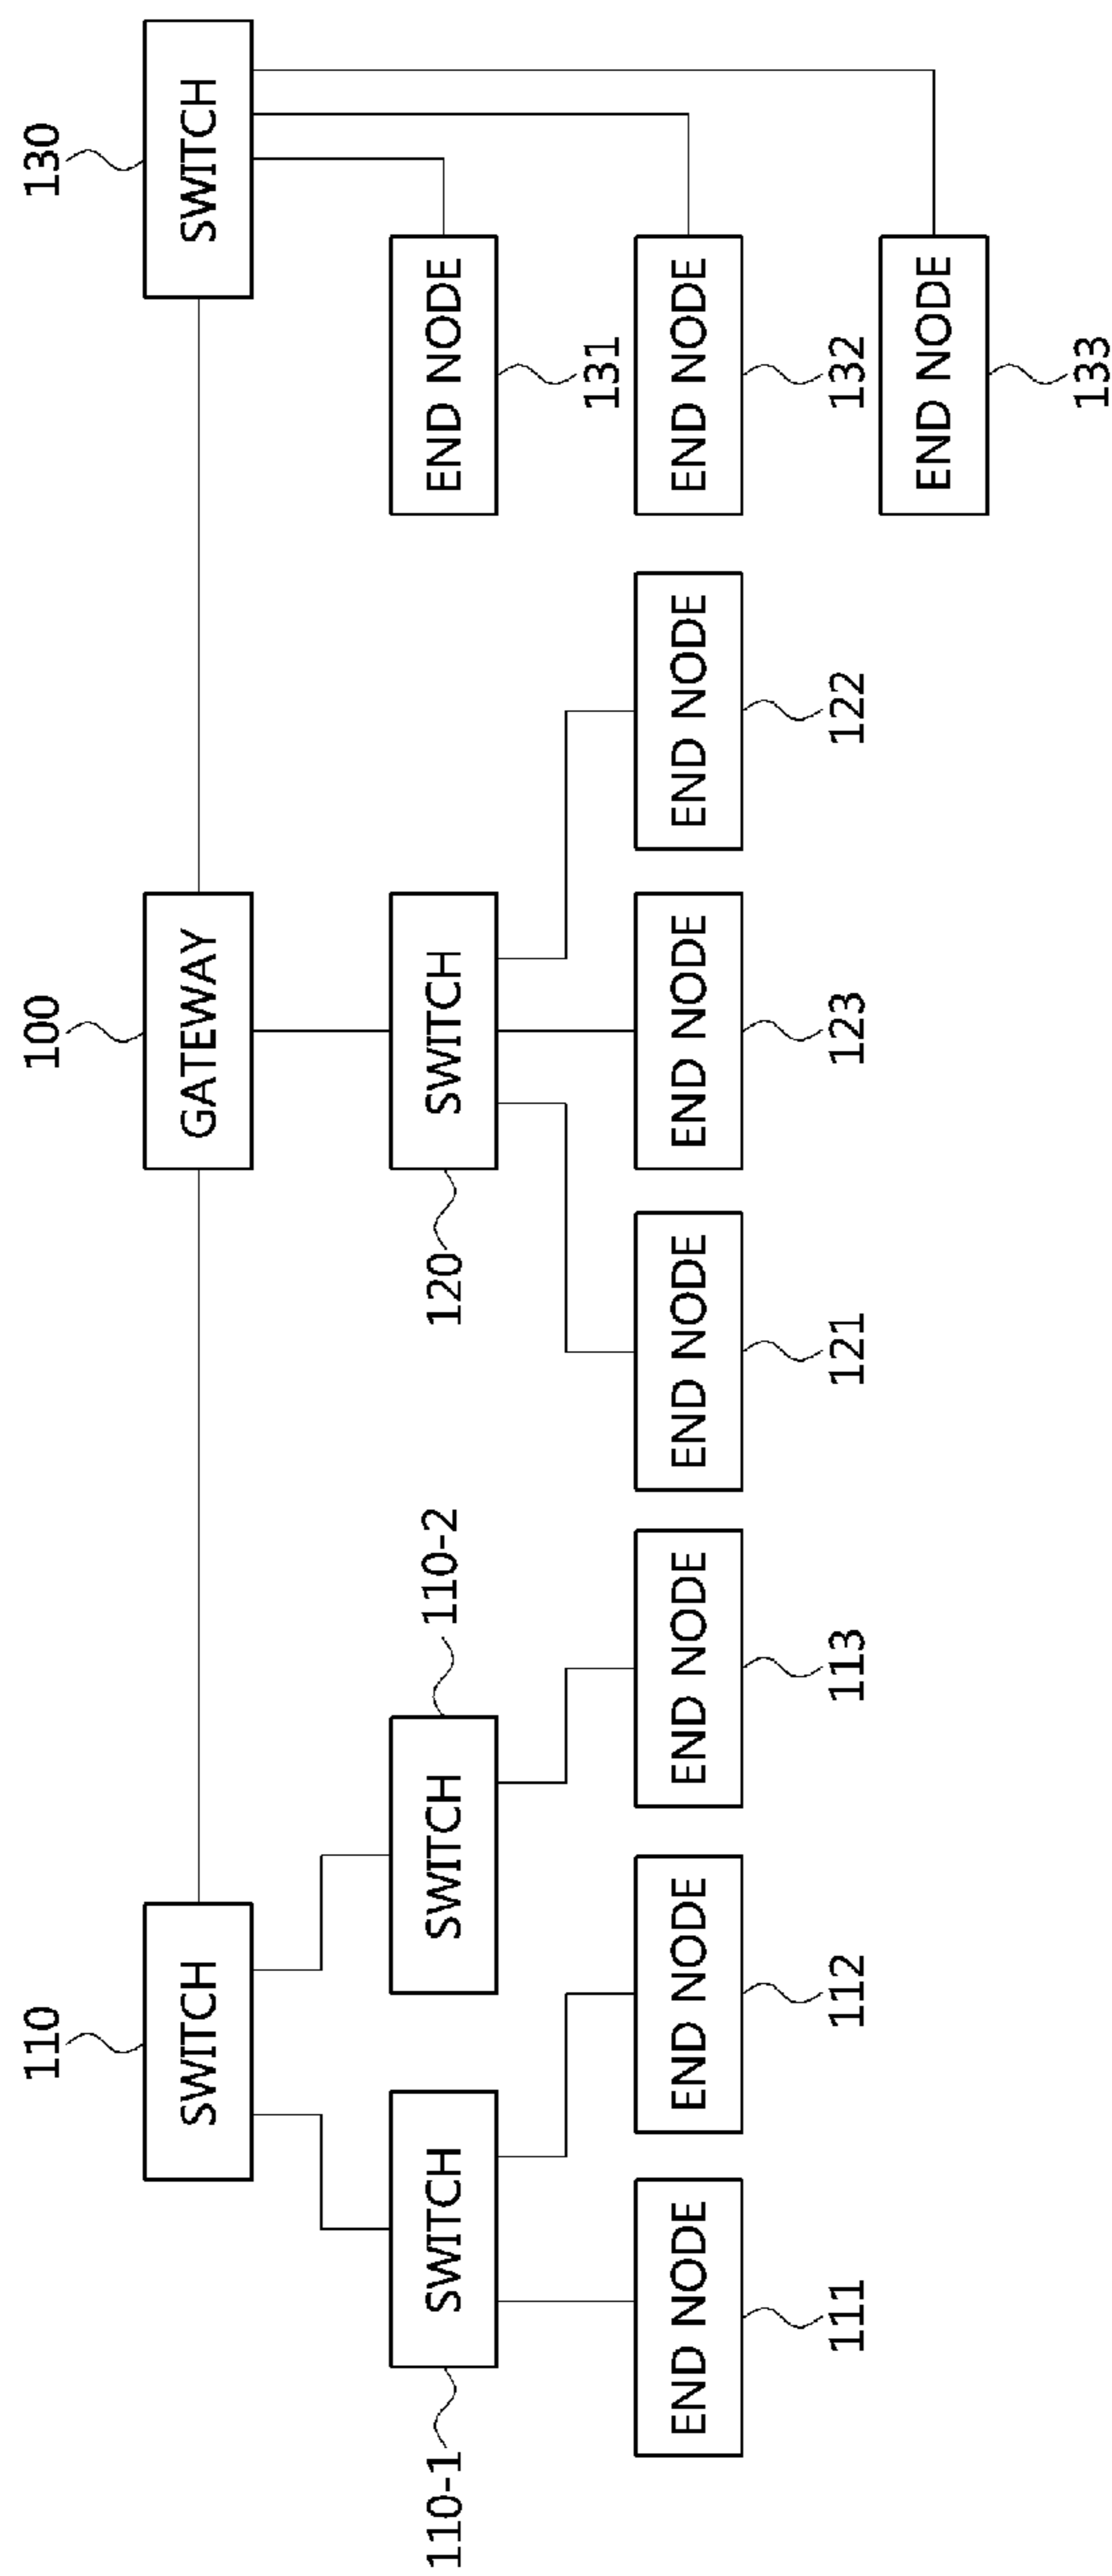 110
100
130
SWITCH
GATEWAY
SWITCH
110-1
SWITCH
SWITCH
110-2
120
SWITCH
END NODE
131
END NODE
END NODE
END NODE
END NODE
END NODE
END NODE
END NODE
111
112
113
121
123
122
132
END NODE
133